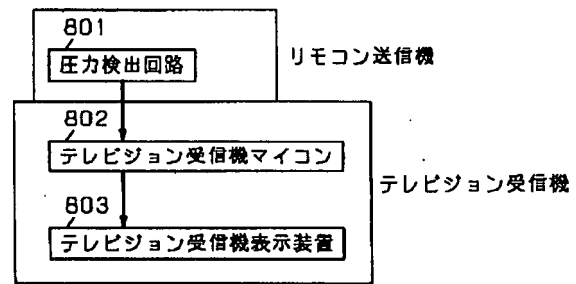 801
圧力検出回路
リモコン送信機
802
テレビジョン受信機マイコン
テレビジョン受信機
803
テレビジョン受信機表示装置